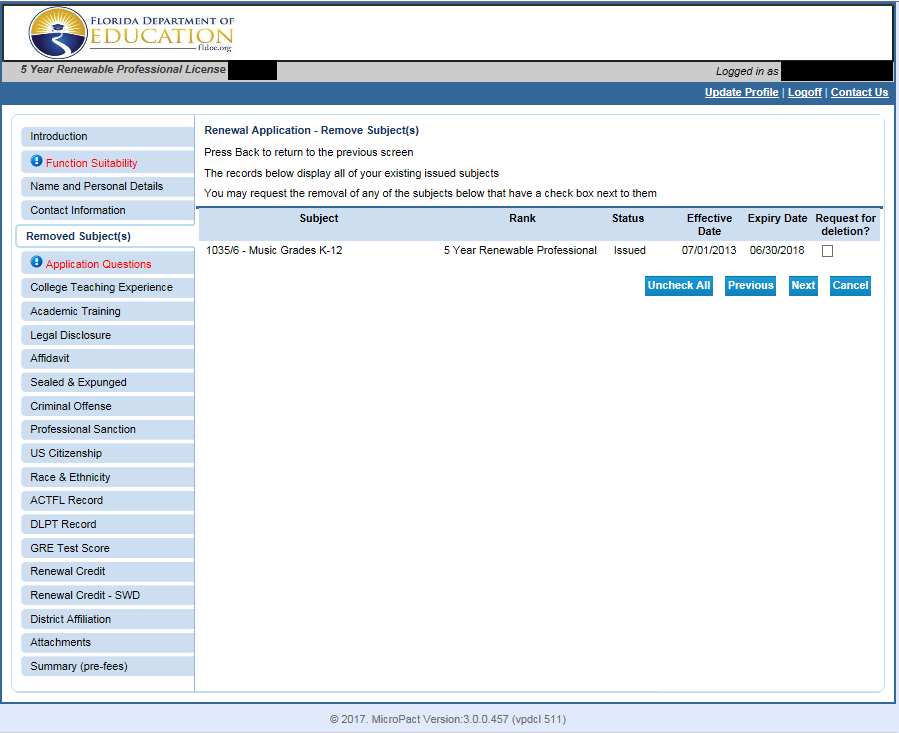 FLORIDA DEPARTMENT OF
EDUCATION
fldoe.org
5 Year Renewable Professional License
Logged in as
Update Profile | Logoff | Contact Us
Introduction
Function Suitability
Name and Personal Details
Contact Information
Removed Subject(s)
Application Questions
College Teaching Experience
Academic Training
Legal Disclosure
Affidavit
Sealed & Expunged
Criminal Offense
Professional Sanction
US Citizenship
Race & Ethnicity
ACTFL Record
DLPT Record
GRE Test Score
Renewal Credit
Renewal Credit - SWD
District Affiliation
Attachments
Summary (pre-fees)
Renewal Application - Remove Subject(s)
Press Back to return to the previous screen
The records below display all of your existing issued subjects
You may request the removal of any of the subjects below that have a check box next to them
Subject Rank Status Effective Date Expiry Date Request for deletion?
1035/6 - Music Grades K-12 5 Year Renewable Professional Issued 07/01/2013 06/30/2018
Uncheck All Previous Next Cancel
© 2017. MicroPact Version:3.0.0.457 (vpdcl 511)